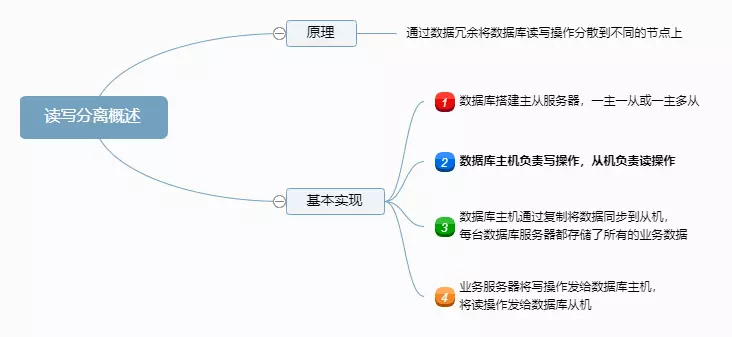 读写分离概述
原理
通过数据冗余将数据库读写操作分散到不同的节点上
基本实现
1 数据库搭建主从服务器，一主一从或一主多从
2 数据库主机负责写操作，从机负责读操作
3 数据库主机通过复制将数据同步到从机，
每台数据库服务器都存储了所有的业务数据
4 业务服务器将写操作发给数据库主机，
将读操作发给数据库从机